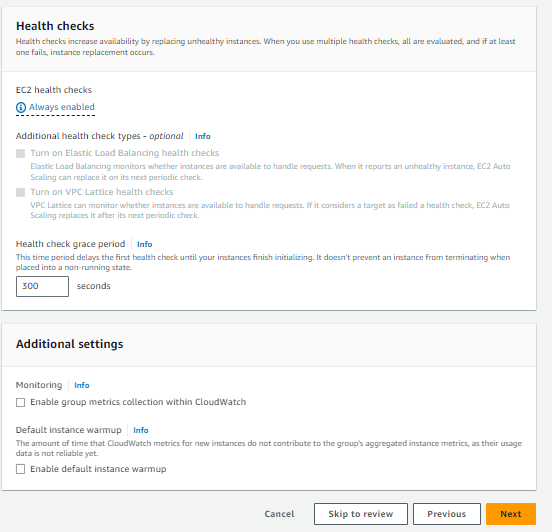 Health checks
Health checks increase availability by replacing unhealthy instances. When you use multiple health checks, all are evaluated, and if at least
one fails, instance replacement occurs.
EC2 health checks
Always enabled
Additional health check types - optional Info
Turn on Elastic Load Balancing health checks
Elastic Load Balancing monitors whether instances are available to handle requests. When it reports an unhealthy instance, EC2 Auto
Scaling can replace it on its next periodic check.
Turn on VPC Lattice health checks
VPC Lattice can monitor whether instances are available to handle requests. If it considers a target as failed a health check, EC2 Auto
Scaling replaces it after its next periodic check.
Health check grace period Info
This time period delays the first health check until your instances finish initializing. It doesn't prevent an instance from terminating when
placed into a non-running state.
300 seconds
Additional settings
Monitoring Info
Enable group metrics collection within CloudWatch
Default instance warmup Info
The amount of time that CloudWatch metrics for new instances do not contribute to the group's aggregated instance metrics, as their usage
data is not reliable yet.
Enable default instance warmup
Cancel Skip to review Previous Next